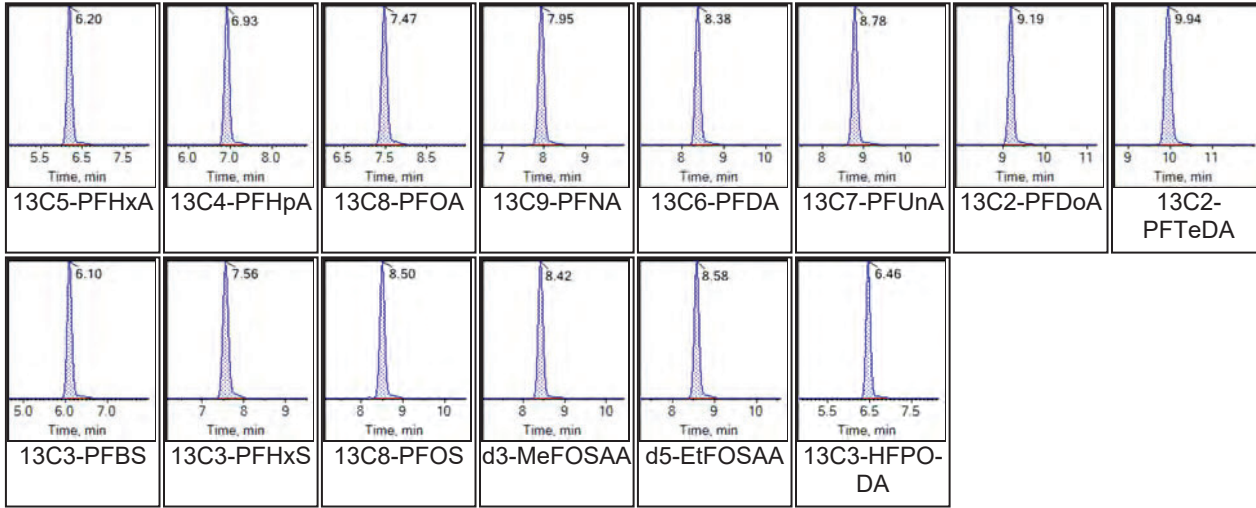 6.20 6.93 7.47 7.95 8.38 8.78 9.19 9.94
5.5 6.5 7.5 6.0 7.0 8.0 6.5 7.5 8.5 7 8 9 8 9 10 8 9 10 9 10 11 9 10 11
Time, min Time, min Time, min Time, min Time, min Time, min Time, min Time, min
13C5-PFHxA 13C4-PFHpA 13C8-PFOA 13C9-PFNA 13C6-PFDA 13C7-PFUnA 13C2-PFDoA 13C2-
PFTeDA
6.10 7.56 8.50 8.42 8.58 6.46
5.0 6.0 7.0 7 8 9 8 9 10 8 9 10 8 9 10 5.5 6.5 7.5
Time, min Time, min Time, min Time, min Time, min Time, min
13C3-PFBS 13C3-PFHxS 13C8-PFOS d3-MeFOSAA d5-EtFOSAA 13C3-HFPO-
DA